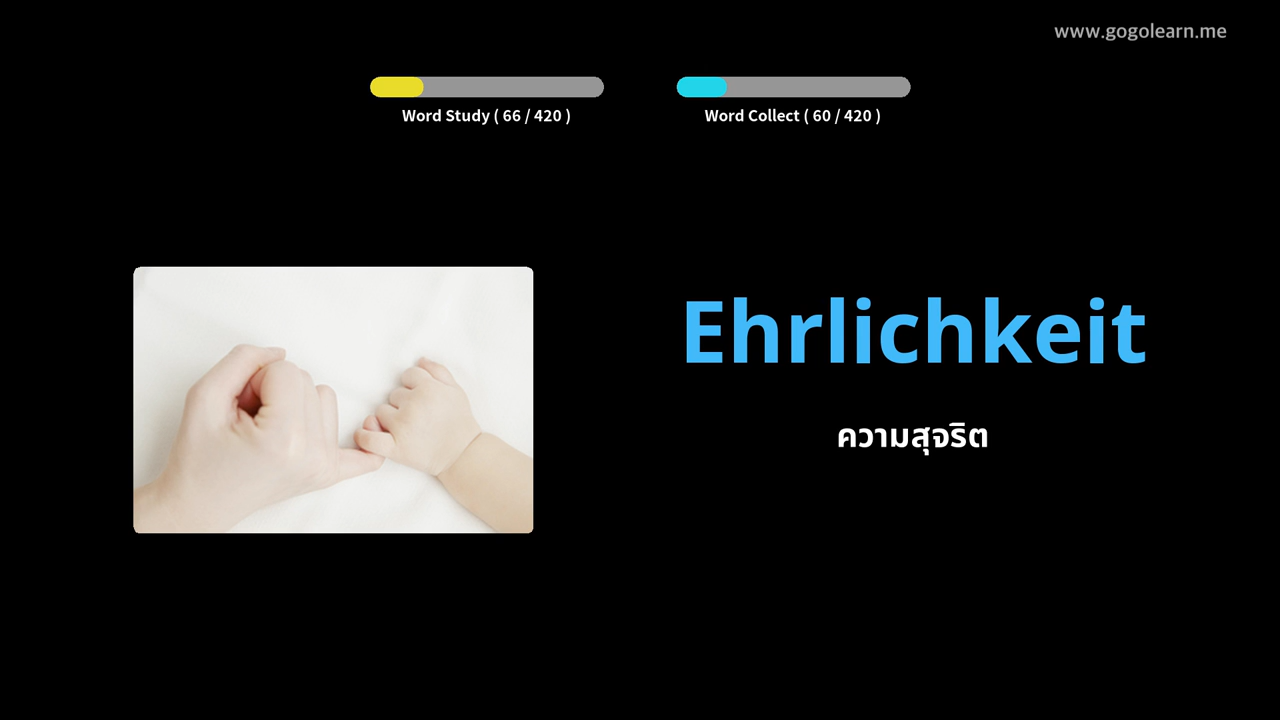 www.gogolearn.me
Word Study ( 66 / 420 )
Word Collect ( 60 / 420 )
Ehrlichkeit
ความสุจริต